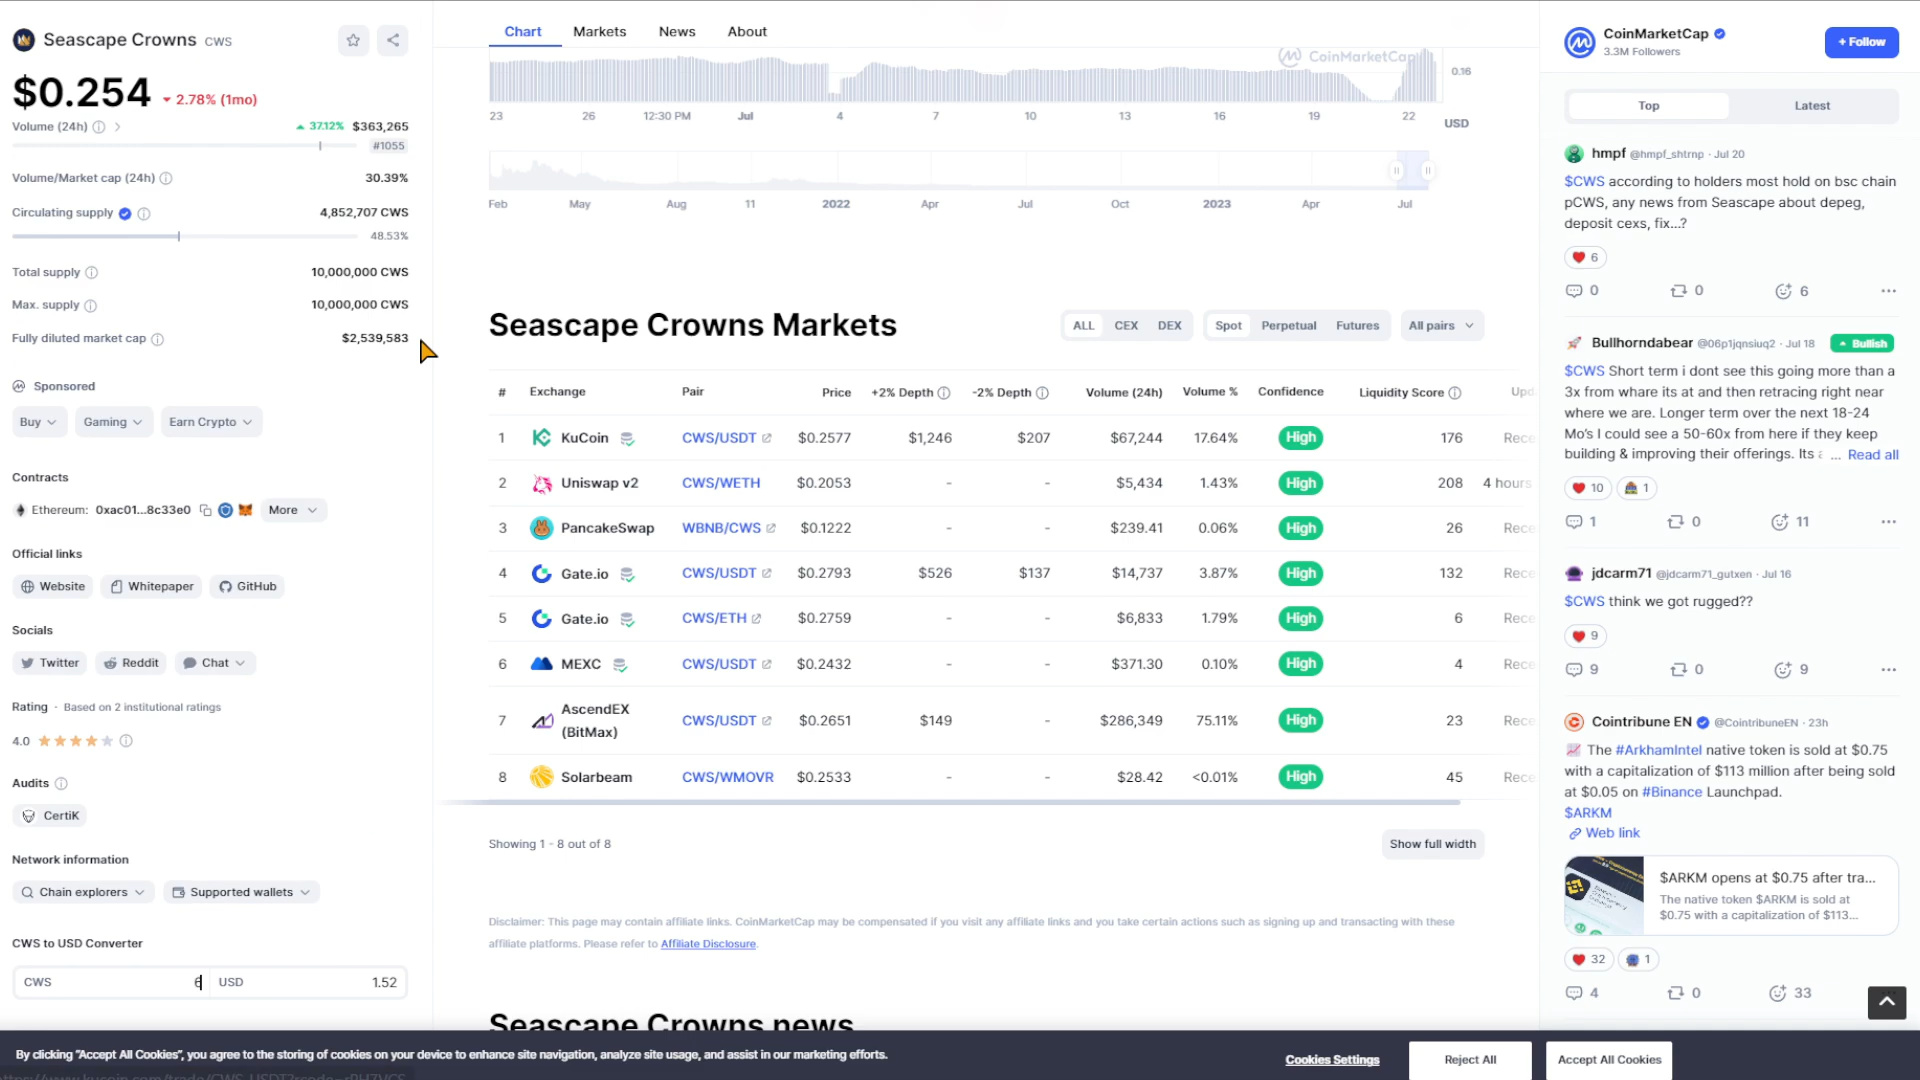 Seascape Crowns CWS
$0.254 2.78% (1mo)
Volume (24h) 37.12% $363,265
#1055
Volume/Market cap (24h) 30.39%
Circulating supply 4,852,707 CWS
48.53%
Total supply 10,000,000 CWS
Max. supply 10,000,000 CWS
Fully diluted market cap $2,539,583
Sponsored
Buy Gaming Earn Crypto
Contracts
Ethereum: 0xac01...8c33e0 More
Official links
Website Whitepaper GitHub
Socials
Twitter Reddit Chat
Rating · Based on 2 institutional ratings
4.0
Audits
CertiK
Network information
Chain explorers Supported wallets
CWS to USD Converter
CWS 6 USD 1.52
Chart Markets News About
CoinMarketCap
0.16
23 26 12:30 PM Jul 4 7 10 13 16 19 22 USD
Feb May Aug 11 2022 Apr Jul Oct 2023 Apr Jul
Seascape Crowns Markets
ALL CEX DEX Spot Perpetual Futures All pairs
# Exchange Pair Price +2% Depth -2% Depth Volume (24h) Volume % Confidence Liquidity Score Upd
1 KuCoin CWS/USDT $0.2577 $1,246 $207 $67,244 17.64% High 176 Rece
2 Uniswap v2 CWS/WETH $0.2053 - - $5,434 1.43% High 208 4 hours
3 PancakeSwap WBNB/CWS $0.1222 - - $239.41 0.06% High 26 Rece
4 Gate.io CWS/USDT $0.2793 $526 $137 $14,737 3.87% High 132 Rece
5 Gate.io CWS/ETH $0.2759 - - $6,833 1.79% High 6 Rece
6 MEXC CWS/USDT $0.2432 - - $371.30 0.10% High 4 Rece
7 AscendEX (BitMax) CWS/USDT $0.2651 $149 - $286,349 75.11% High 23 Rece
8 Solarbeam CWS/WMOVR $0.2533 - - $28.42 <0.01% High 45 Rece
Showing 1 - 8 out of 8 Show full width
Disclaimer: This page may contain affiliate links. CoinMarketCap may be compensated if you visit any affiliate links and you take certain actions such as signing up and transacting with these
affiliate platforms. Please refer to Affiliate Disclosure.
Seascape Crowns news
CoinMarketCap
3.3M Followers
+ Follow
Top Latest
hmpf @hmpf_shtrnp · Jul 20
$CWS according to holders most hold on bsc chain
pCWS, any news from Seascape about depeg,
deposit cexs, fix...?
6
0 0 6 ...
Bullhorndabear @06p1jqnsiuq2 · Jul 18 Bullish
$CWS Short term i dont see this going more than a
3x from whare its at and then retracing right near
where we are. Longer term over the next 18-24
Mo's I could see a 50-60x from here if they keep
building & improving their offerings. Its ... Read all
10 1
1 0 11 ...
jdcarm71 @jdcarm71_gutxen · Jul 16
$CWS think we got rugged??
9
9 0 9 ...
Cointribune EN @CointribuneEN · 23h
The #ArkhamIntel native token is sold at $0.75
with a capitalization of $113 million after being sold
at $0.05 on #Binance Launchpad.
$ARKM
Web link
$ARKM opens at $0.75 after tra...
The native token $ARKM is sold at
$0.75 with a capitalization of $113...
32 1
4 0 33
By clicking “Accept All Cookies”, you agree to the storing of cookies on your device to enhance site navigation, analyze site usage, and assist in our marketing efforts.
Cookies Settings Reject All Accept All Cookies